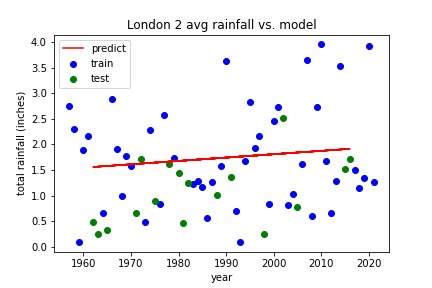 London 2 avg rainfall vs. model
predict
train
test
total rainfall (inches)
4.0
3.5
3.0
2.5
2.0
1.5
1.0
0.5
0.0
1960 1970 1980 1990 2000 2010 2020
year